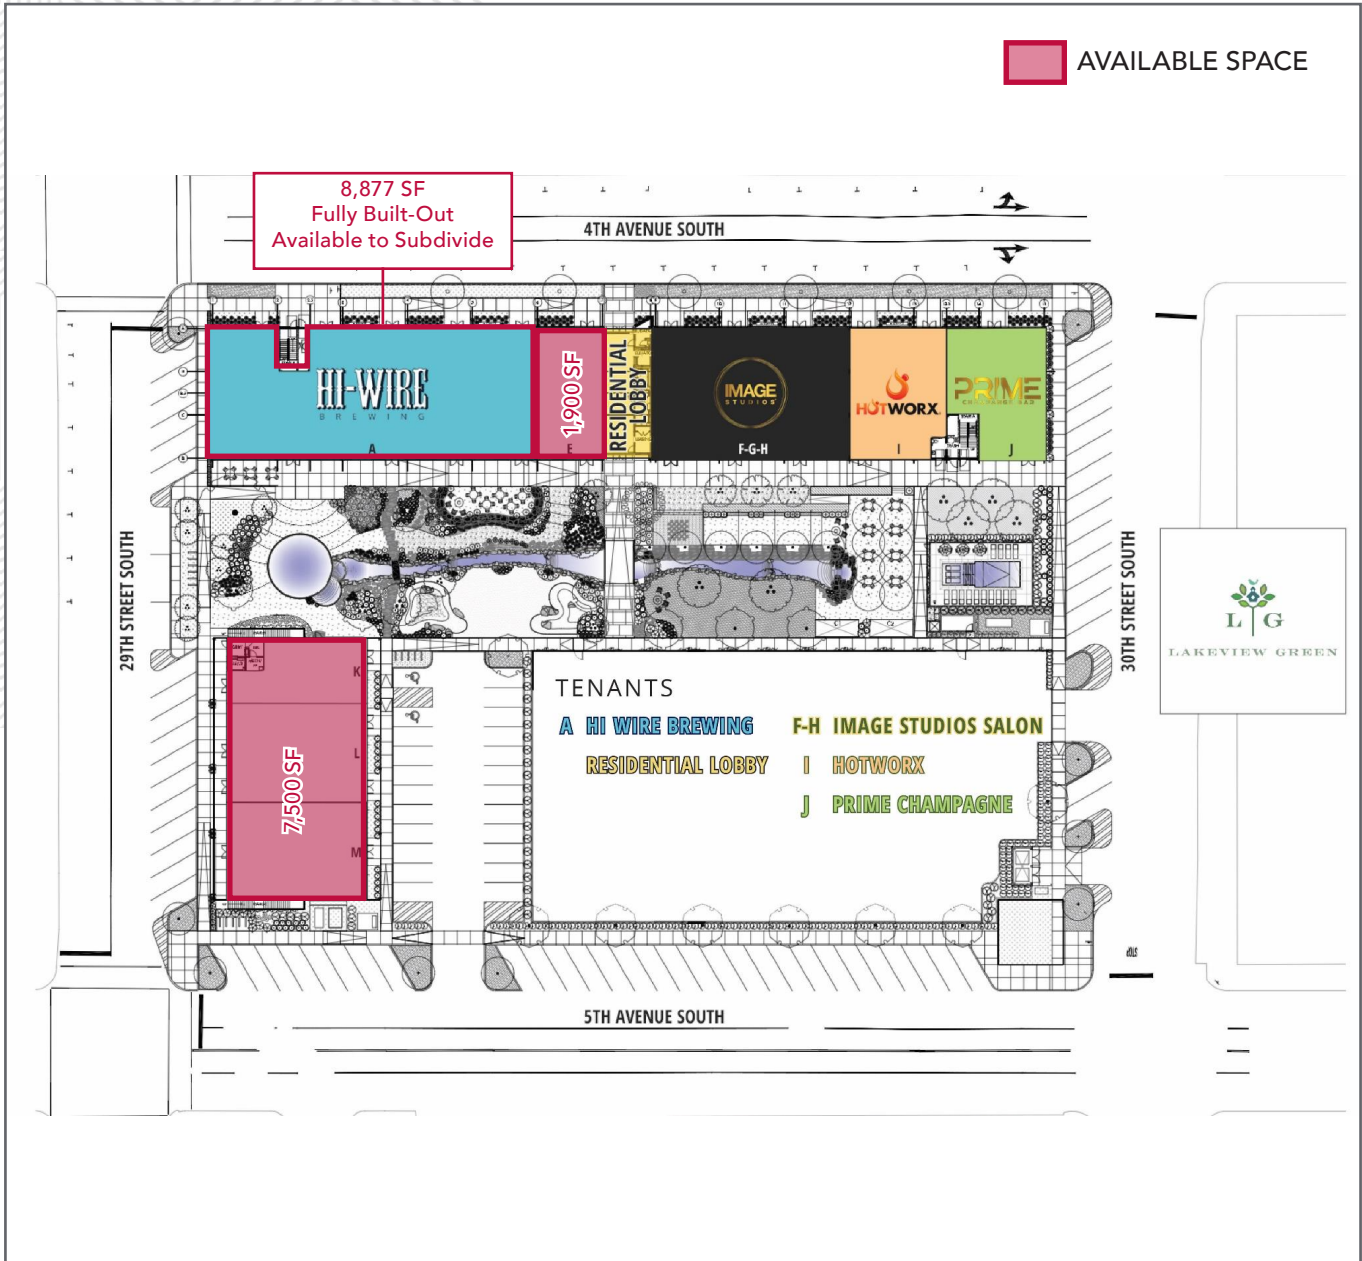 AVAILABLE SPACE
8,877 SF
Fully Built-Out
Available to Subdivide
4TH AVENUE SOUTH
HI-WIRE
BREWING
A
1,900 SF
E
RESIDENTIAL
LOBBY
IMAGE
STUDIOS
F-G-H
HOTWORX
I
PRIME
J
29TH STREET SOUTH
30TH STREET SOUTH
L G
LAKEVIEW GREEN
K
L
M
7,500 SF
TENANTS
A HI WIRE BREWING
RESIDENTIAL LOBBY
F-H IMAGE STUDIOS SALON
I HOTWORX
J PRIME CHAMPAGNE
STOP
5TH AVENUE SOUTH